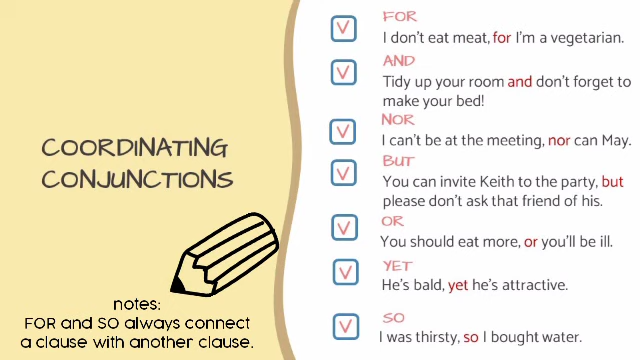 COORDINATING
CONJUNCTIONS
notes:
FOR and SO always connect
a clause with another clause.
FOR
I don't eat meat, for I'm a vegetarian.
AND
Tidy up your room and don't forget to
make your bed!
NOR
I can't be at the meeting, nor can May.
BUT
You can invite Keith to the party, but
please don't ask that friend of his.
OR
You should eat more, or you'll be ill.
YET
He's bald, yet he's attractive.
SO
I was thirsty, so I bought water.